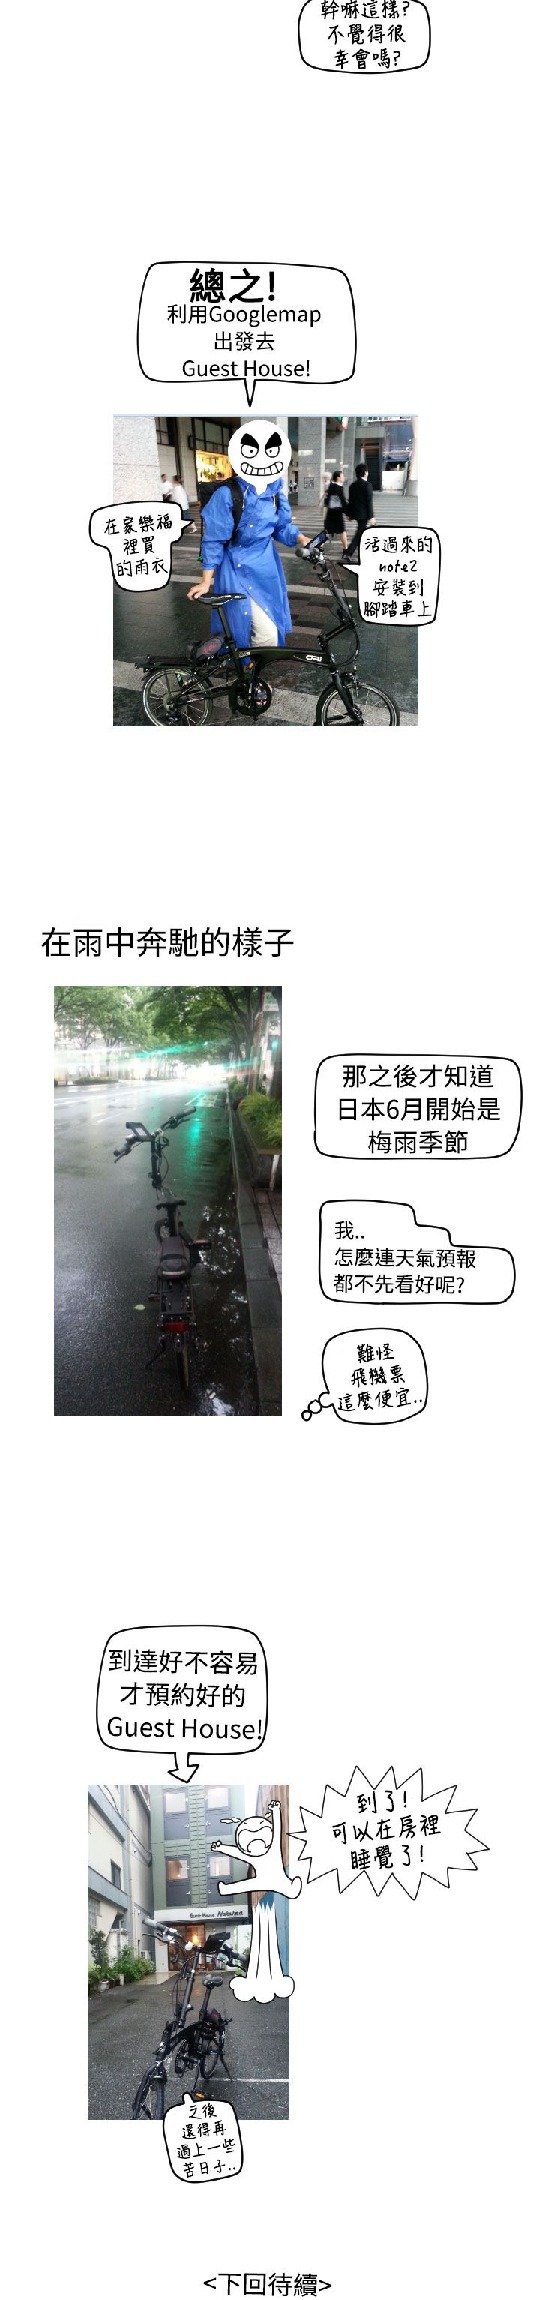 幹嘛這樣?
不覺得很
幸會嗎?
總之!
利用Googlemap
出發去
Guest House!
在家樂福
裡買
的雨衣
活過來的
note2
安裝到
腳踏車上
在雨中奔馳的樣子
那之後才知道
日本6月開始是
梅雨季節
我..
怎麼連天氣預報
都不先看好呢?
難怪
飛機票
這麼便宜..
到達好不容易
才預約好的
Guest House!
到了!
可以在房裡
睡覺了!
之後
還得再
過上一些
苦日子..
<下回待續>